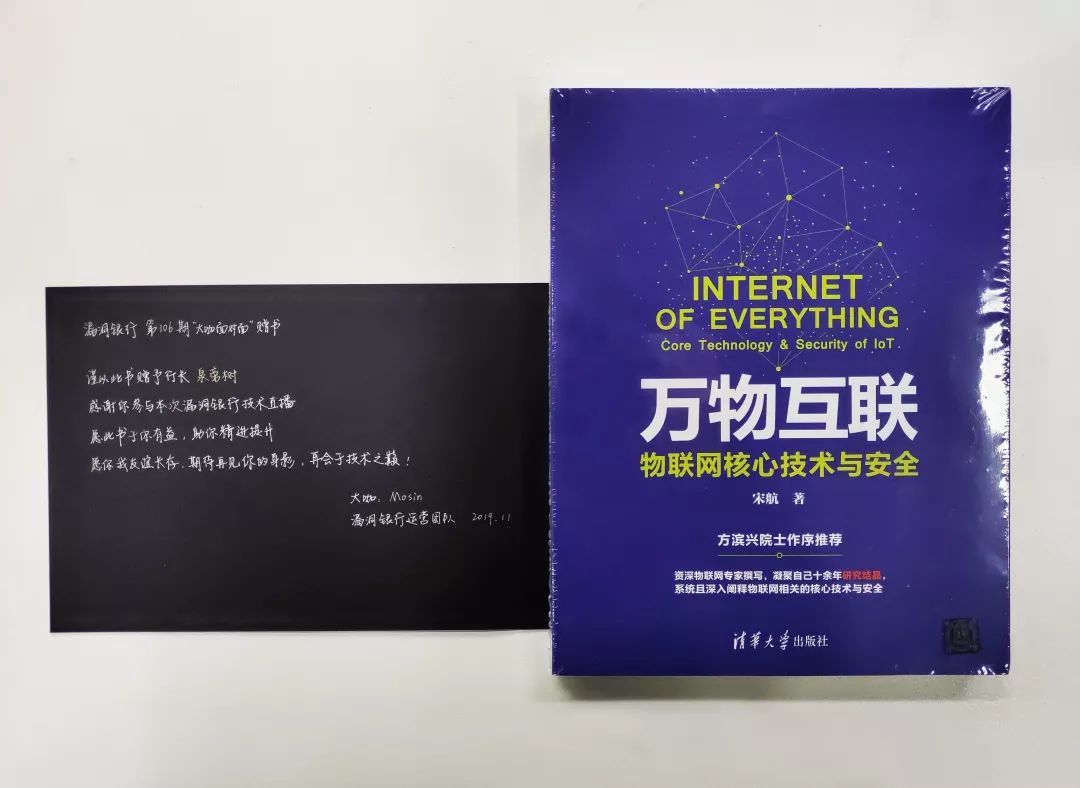 漏洞银行 第106期"大咖面对面"赠书
谨以此书赠予行长
感谢你参与本次漏洞银行技术直播
愿此书于你有益,助你精进提升
愿你我友谊长存,期待再见你的身影,再会于技术之巅!
大咖:Mosin
漏洞银行运营团队 2019.11
INTERNET
OF EVERYTHING
Core Technology & Security of IoT
万物互联
物联网核心技术与安全
宋航 著
方滨兴院士作序推荐
资深物联网专家撰写,凝聚自己十余年研究结晶,
系统且深入阐释物联网相关的核心技术与安全
清华大学出版社